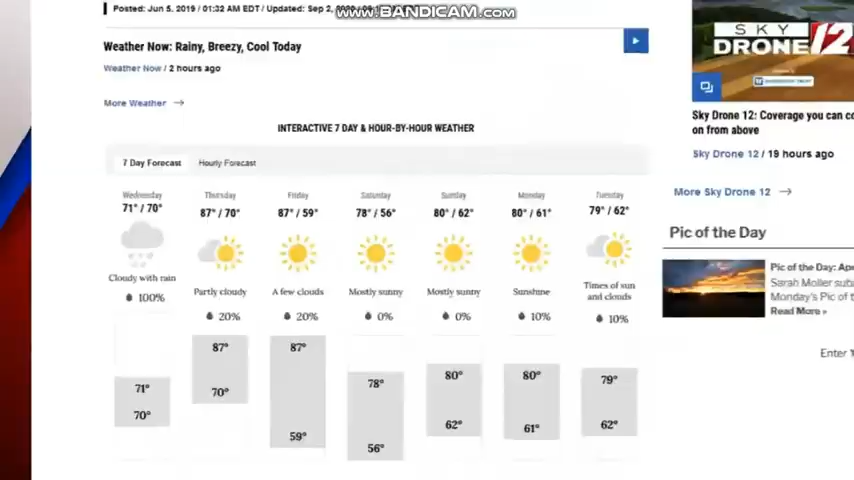 www.BANDICAM.com
Posted: Jun 5, 2019 / 01:32 AM EDT / Updated: Sep 2,
Weather Now: Rainy, Breezy, Cool Today
Weather Now / 2 hours ago
More Weather →
INTERACTIVE 7 DAY & HOUR-BY-HOUR WEATHER
7 Day Forecast Hourly Forecast
Wednesday Thursday Friday Saturday Sunday Monday Tuesday
71° / 70° 87° / 70° 87° / 59° 78° / 56° 80° / 62° 80° / 61° 79° / 62°
Cloudy with rain Partly cloudy A few clouds Mostly sunny Mostly sunny Sunshine Times of sun
and clouds
100% 20% 20% 0% 0% 10% 10%
71° 87° 87° 78° 80° 80° 79°
70° 70° 59° 56° 62° 61° 62°
SKY
DRONE 12
Sky Drone 12: Coverage you can co
on from above
Sky Drone 12 / 19 hours ago
More Sky Drone 12 →
Pic of the Day
Pic of the Day: Apr
Sarah Moller sub
Monday's Pic of t
Read More »
Enter Y